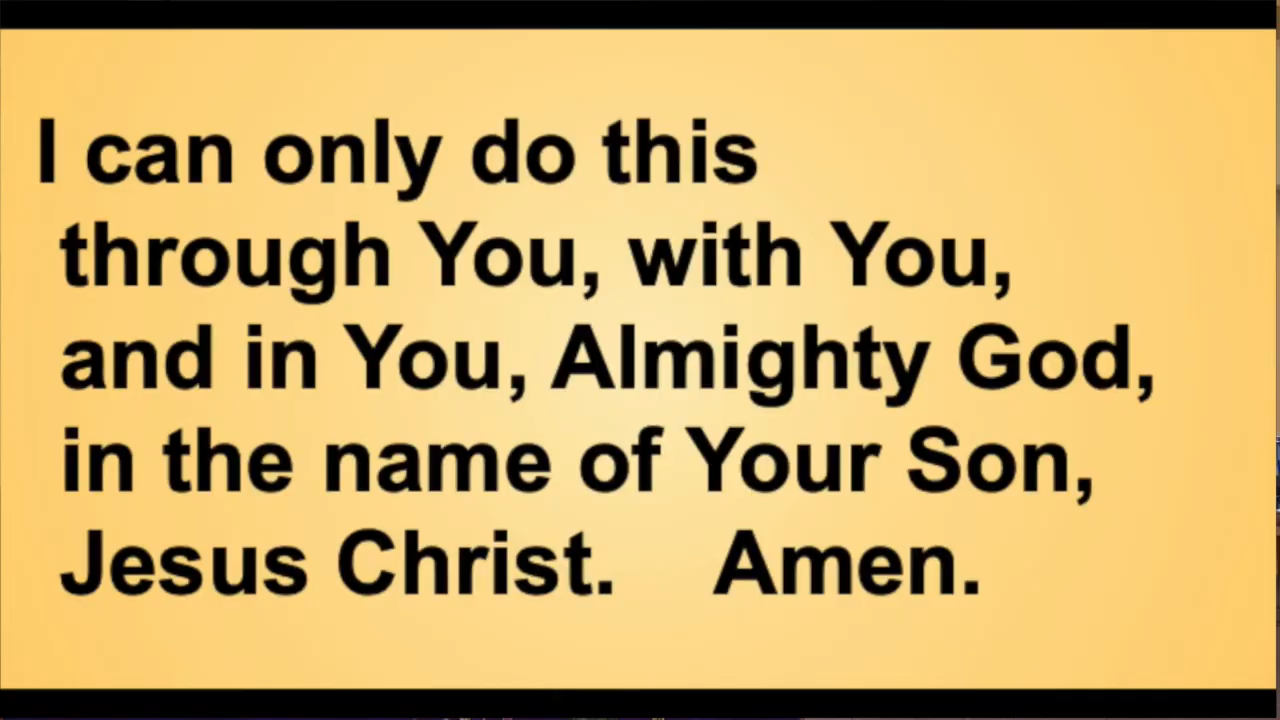 I can only do this
through You, with You,
and in You, Almighty God,
in the name of Your Son,
Jesus Christ. Amen.